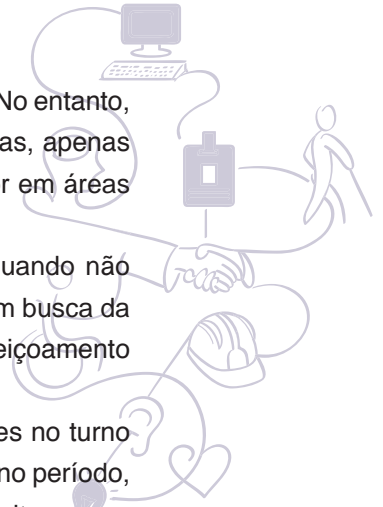 No entanto,
as, apenas
r em áreas
uando não
m busca da
eiçoamento
es no turno
no período,